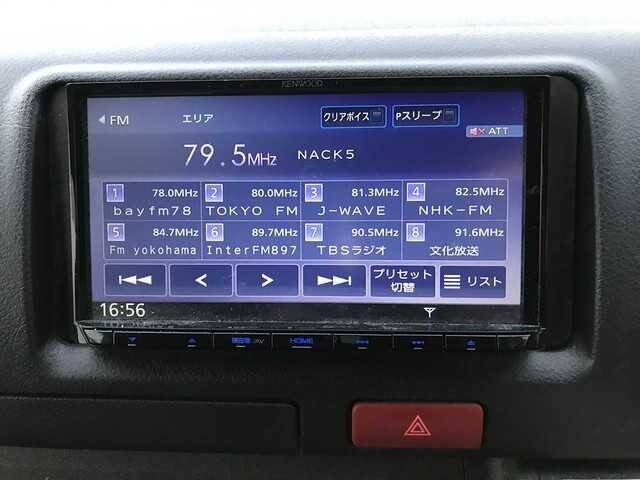 KENWOOD
FM エリア クリアボイス Pスリープ
ATT
79.5MHz NACK5
1 78.0MHz 2 80.0MHz 3 81.3MHz 4 82.5MHz
bayfm78 TOKYO FM J-WAVE NHK-FM
5 84.7MHz 6 89.7MHz 7 90.5MHz 8 91.6MHz
Fm yokohama InterFM897 TBSラジオ 文化放送
プリセット
切替 リスト
16:56
現在地 AV HOME